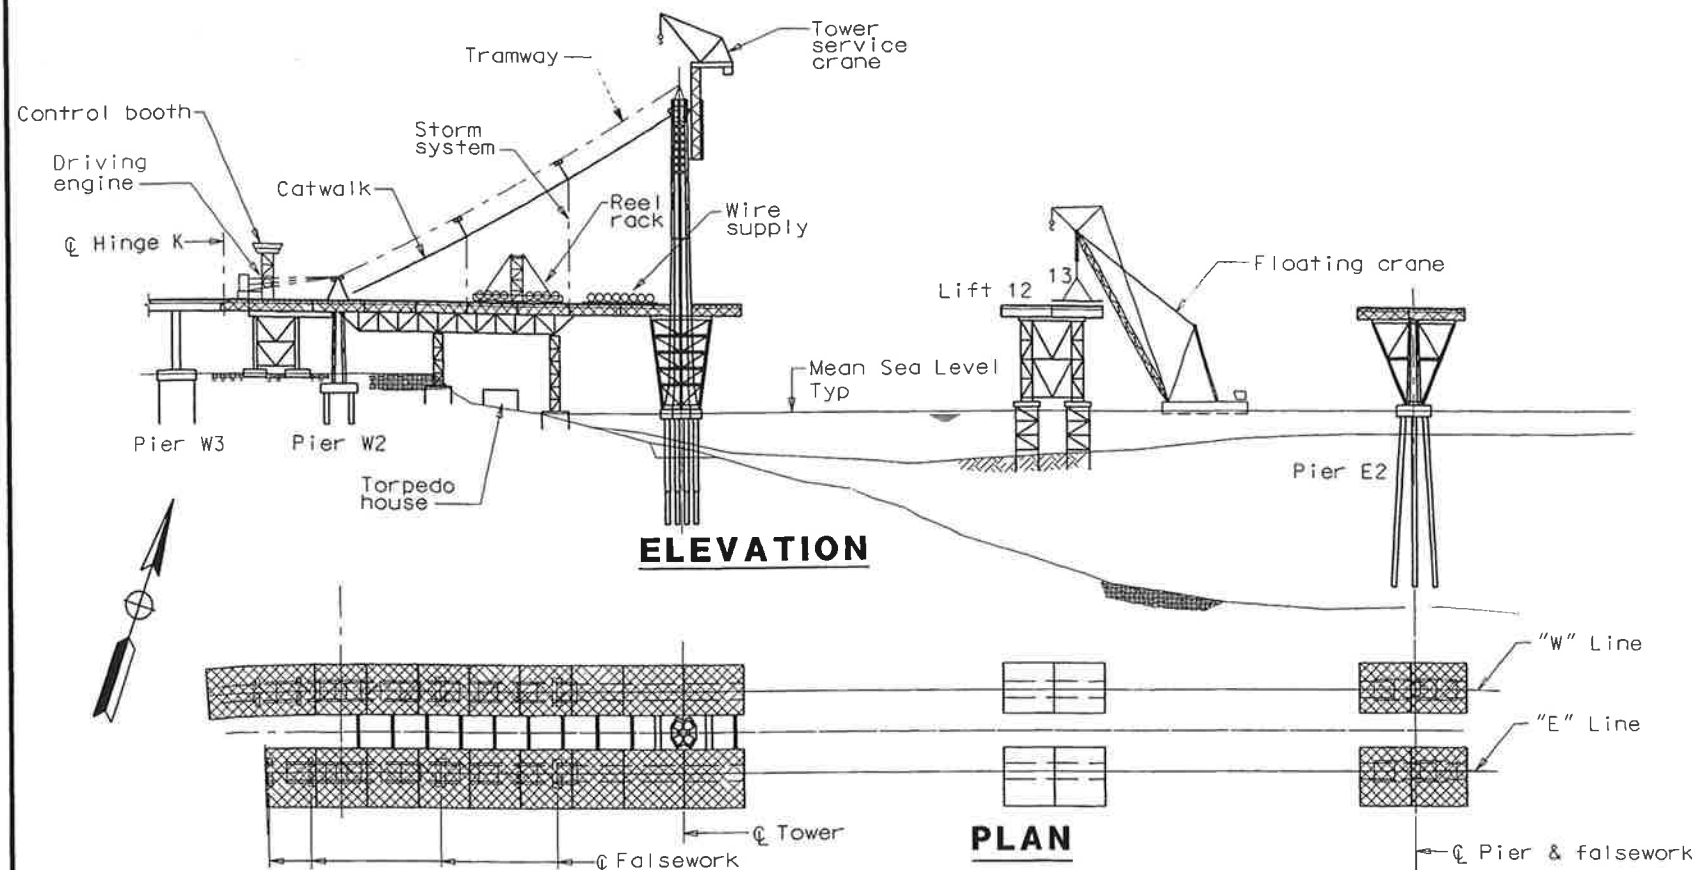 Tower
service
crane
Tramway
Control booth
Storm
system
Driving
engine
Catwalk
Reel
rack
Wire
supply
℄ Hinge K
Floating crane
13
Lift 12
Mean Sea Level
Typ
Pier W3
Pier W2
Pier E2
Torpedo
house
ELEVATION
"W" Line
"E" Line
℄ Tower
PLAN
℄ Falsework
℄ Pier & falsework